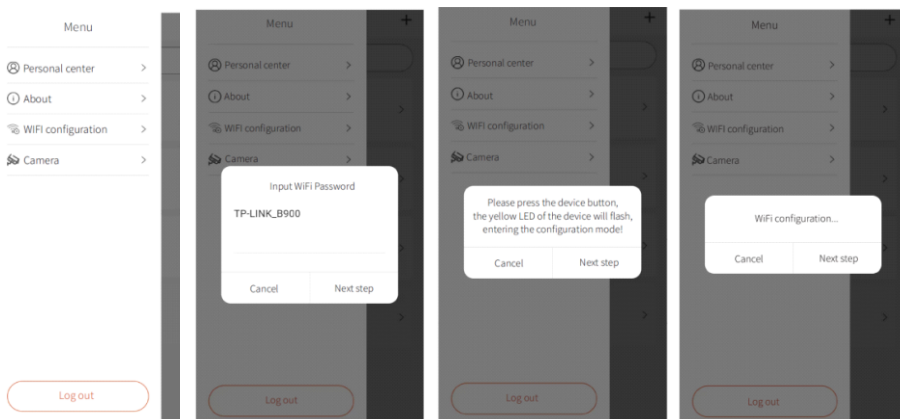 Menu
Personal center
About
WIFI configuration
Camera
Log out
Menu
+
Personal center
About
WIFI configuration
Camera
Input WiFi Password
TP-LINK_B900
Cancel
Next step
Log out
Menu
+
Personal center
About
WIFI configuration
Camera
Please press the device button,
the yellow LED of the device will flash,
entering the configuration mode!
Cancel
Next step
Log out
Menu
+
Personal center
About
WIFI configuration
Camera
WiFi configuration...
Cancel
Next step
Log out